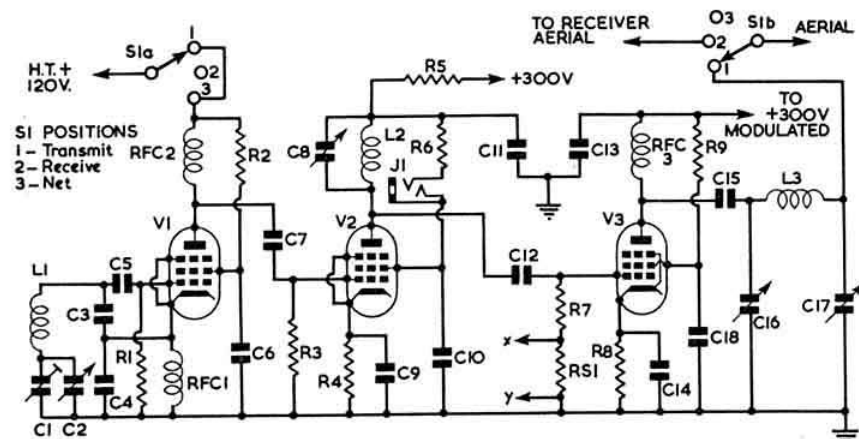 TO RECEIVER
AERIAL
3
2
1
S1b
AERIAL
1
S1a
2
3
H.T.+
120V.
S1 POSITIONS
1 – Transmit
2 – Receive
3 – Net
R5
+300V
TO
+300V
MODULATED
RFC2
R2
C8
L2
R6
J1
C11
C13
RFC
3
R9
V1
V2
V3
C15
L3
L1
C5
C7
C12
C3
R1
R7
x
C16
C17
C4
RFC1
C6
R3
R4
C9
C10
RS1
y
R8
C14
C18
C1
C2